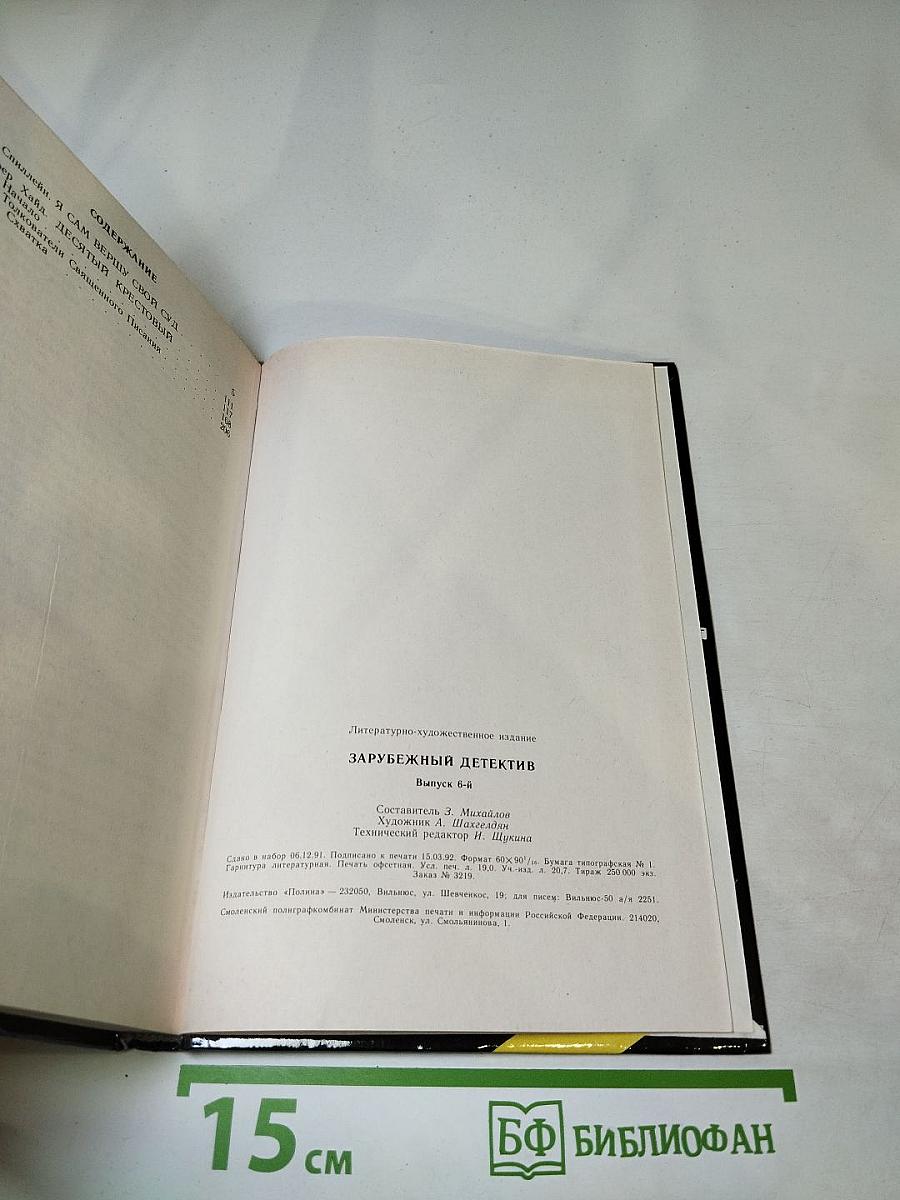 СОДЕРЖАНИЕ
Спиллейн. Я САМ ВЕРШУ СВОЙ СУД
Хайд. ДЕСЯТЫЙ КРЕСТОВЫЙ
Начало
Толкователи Священного Писания
Схватка
Литературно-художественное издание
ЗАРУБЕЖНЫЙ ДЕТЕКТИВ
Выпуск 6-й
Составитель З. Михайлов
Художник А. Шахгелдян
Технический редактор И. Щукина
Сдано в набор 06.12.91. Подписано к печати 15.03.92. Формат 60×90¹/₁₆. Бумага типографская № 1.
Гарнитура литературная. Печать офсетная. Усл. печ. л. 19,0. Уч.-изд. л. 20,7. Тираж 250 000 экз.
Заказ № 3219.
Издательство «Полина» — 232050, Вильнюс, ул. Шевченкос, 19; для писем: Вильнюс-50 а/я 2251.
Смоленский полиграфкомбинат Министерства печати и информации Российской Федерации. 214020,
Смоленск, ул. Смольянинова, 1.
15 см
БФ БИБЛИОФАН